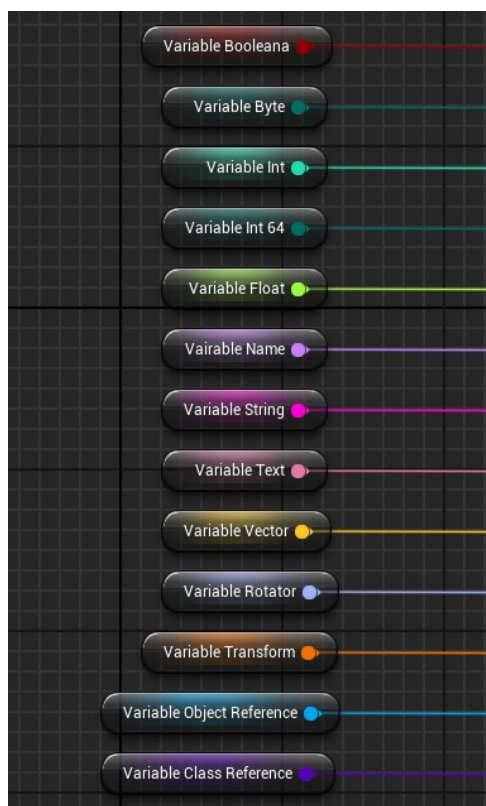 Variable Booleana
Variable Byte
Variable Int
Variable Int 64
Variable Float
Vairable Name
Variable String
Variable Text
Variable Vector
Variable Rotator
Variable Transform
Variable Object Reference
Variable Class Reference